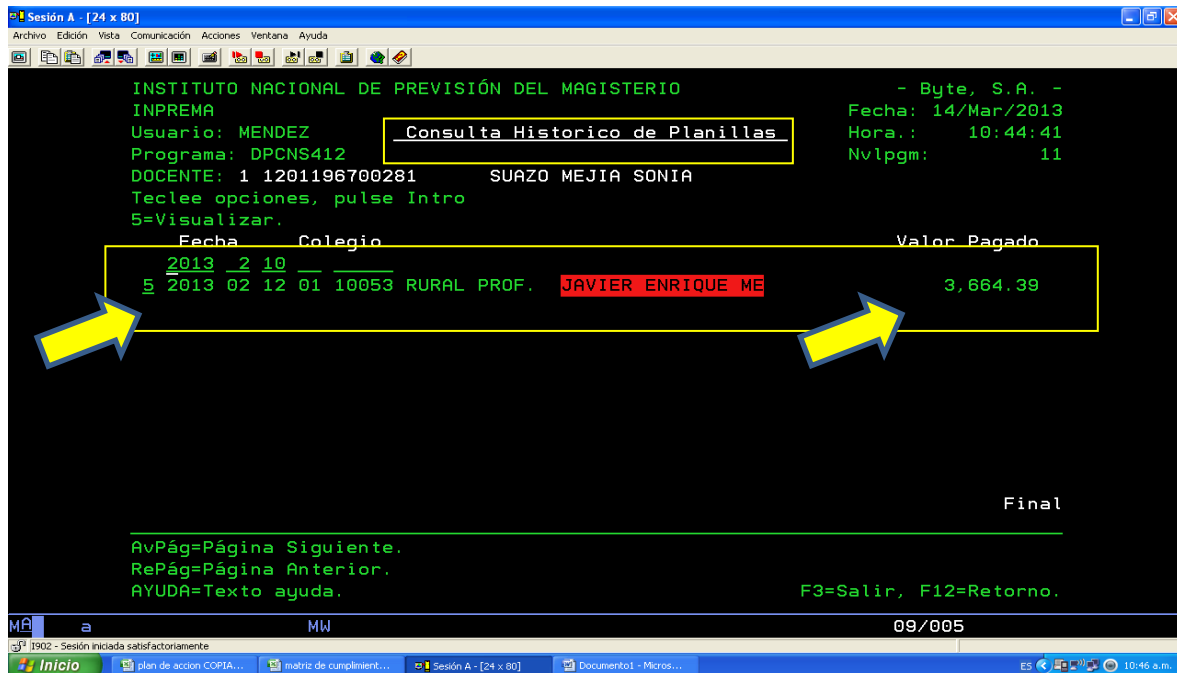 Sesión A - [24 x 80]
Archivo Edición Vista Comunicación Acciones Ventana Ayuda
INSTITUTO NACIONAL DE PREVISIÓN DEL MAGISTERIO - Byte, S.A. -
INPREMA Fecha: 14/Mar/2013
Usuario: MENDEZ Consulta Historico de Planillas Hora.: 10:44:41
Programa: DPCNS412 Nvlpgm: 11
DOCENTE: 1 1201196700281 SUAZO MEJIA SONIA
Teclee opciones, pulse Intro
5=Visualizar.
Fecha Colegio Valor Pagado
2013 2 10
5 2013 02 12 01 10053 RURAL PROF. JAVIER ENRIQUE ME 3,664.39
Final
AvPág=Página Siguiente.
RePág=Página Anterior.
AYUDA=Texto ayuda. F3=Salir, F12=Retorno.
MA a MW 09/005
I902 - Sesión iniciada satisfactoriamente
Inicio plan de accion COPIA... matriz de cumplimient... Sesión A - [24 x 80] Documento1 - Micros... ES 10:46 a.m.